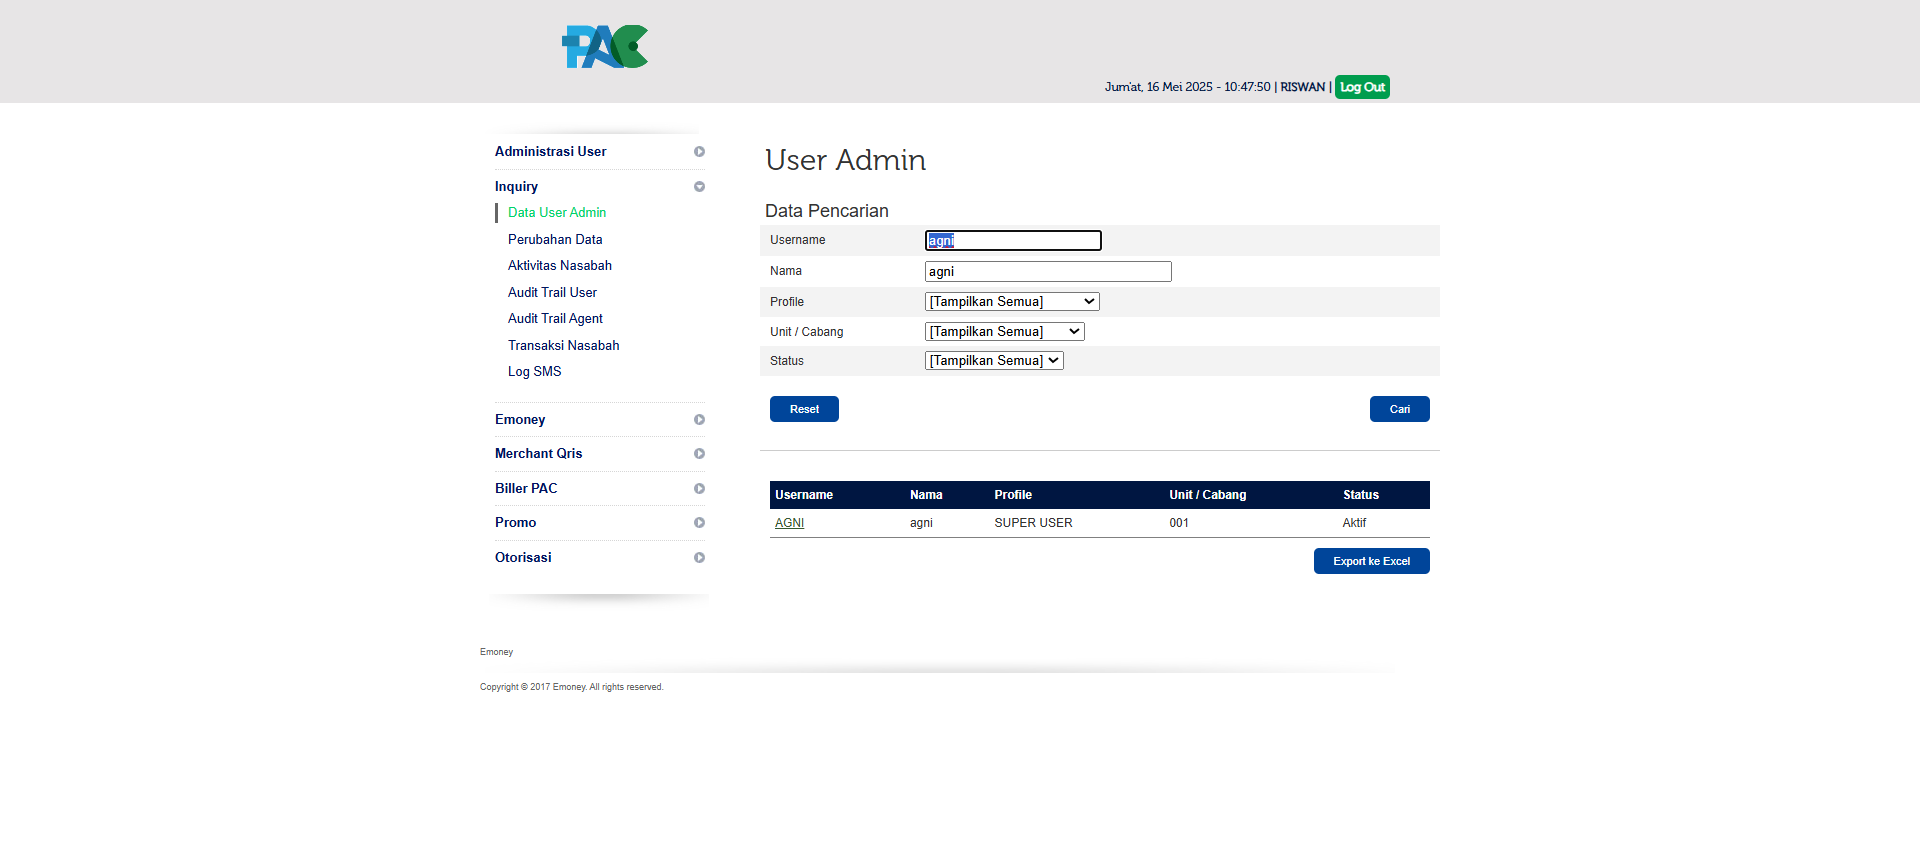 PAC
Jum'at, 16 Mei 2025 - 10:47:50 | RISWAN | Log Out
Administrasi User
Inquiry
Data User Admin
Perubahan Data
Aktivitas Nasabah
Audit Trail User
Audit Trail Agent
Transaksi Nasabah
Log SMS
Emoney
Merchant Qris
Biller PAC
Promo
Otorisasi
User Admin
Data Pencarian
Username agni
Nama agni
Profile [Tampilkan Semua]
Unit / Cabang [Tampilkan Semua]
Status [Tampilkan Semua]
Reset Cari
Username Nama Profile Unit / Cabang Status
AGNI agni SUPER USER 001 Aktif
Export ke Excel
Emoney
Copyright © 2017 Emoney. All rights reserved.